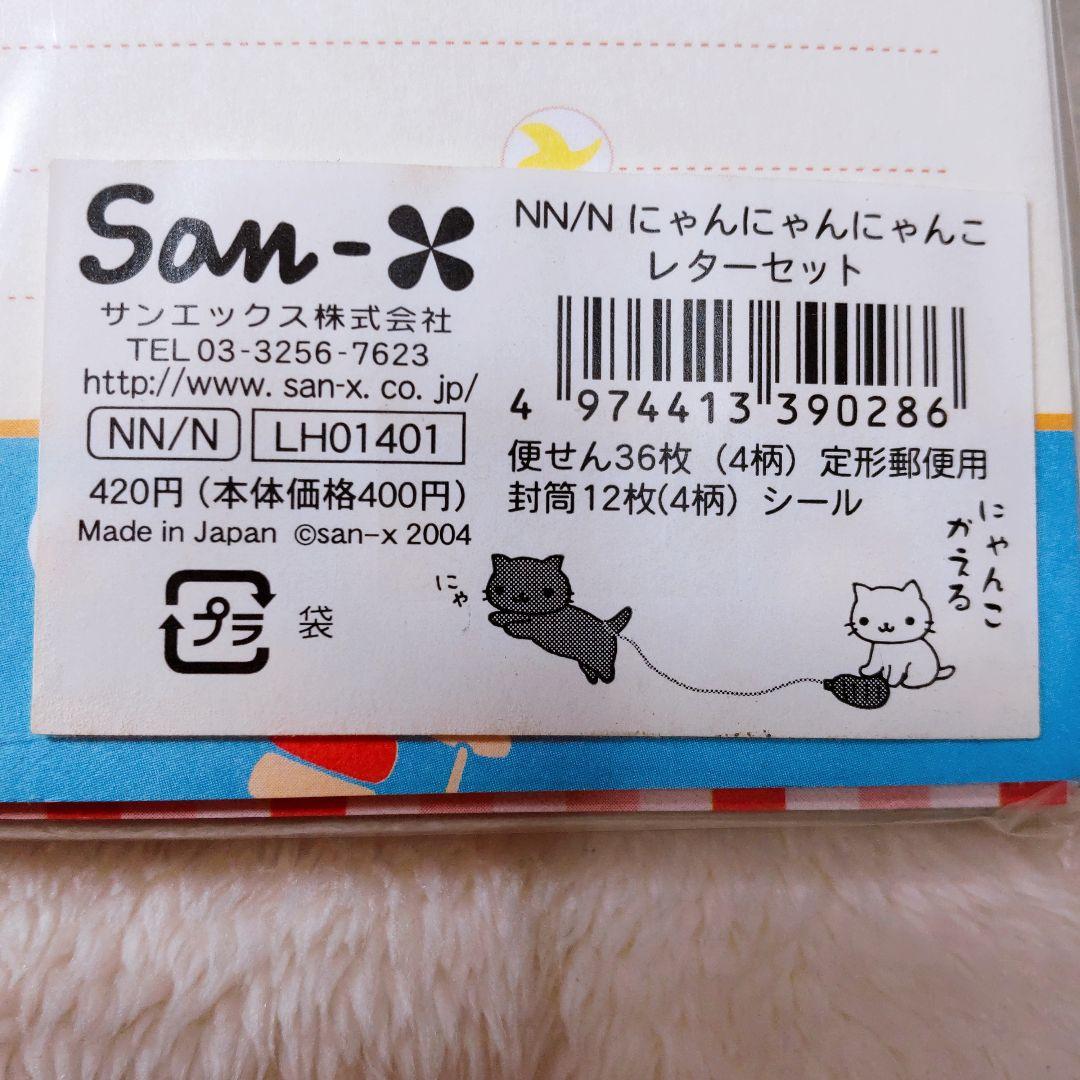 San-X
サンエックス株式会社
TEL 03-3256-7623
http://www. san-x. co. jp/
NN/N LH01401
420円（本体価格400円）
Made in Japan ©san-x 2004
プラ 袋
NN/N にゃんにゃんにゃんこ
レターセット
4 974413 390286
便せん36枚（4柄）定形郵便用
封筒12枚(4柄）シール
にゃんこ
かえる
にゃ